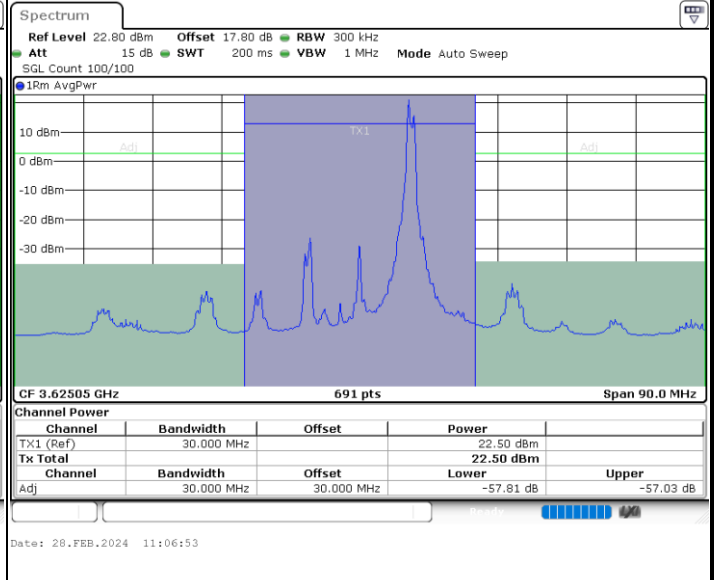 Spectrum
Ref Level 22.80 dBm Offset 17.80 dB RBW 300 kHz
Att 15 dB SWT 200 ms VBW 1 MHz Mode Auto Sweep
SGL Count 100/100
1Rm AvgPwr
TX1
10 dBm
Adj Adj
0 dBm
-10 dBm
-20 dBm
-30 dBm
CF 3.62505 GHz 691 pts Span 90.0 MHz
Channel Power
Channel Bandwidth Offset Power
TX1 (Ref) 30.000 MHz 22.50 dBm
Tx Total 22.50 dBm
Channel Bandwidth Offset Lower Upper
Adj 30.000 MHz 30.000 MHz -57.81 dB -57.03 dB
Ready
Date: 28.FEB.2024 11:06:53